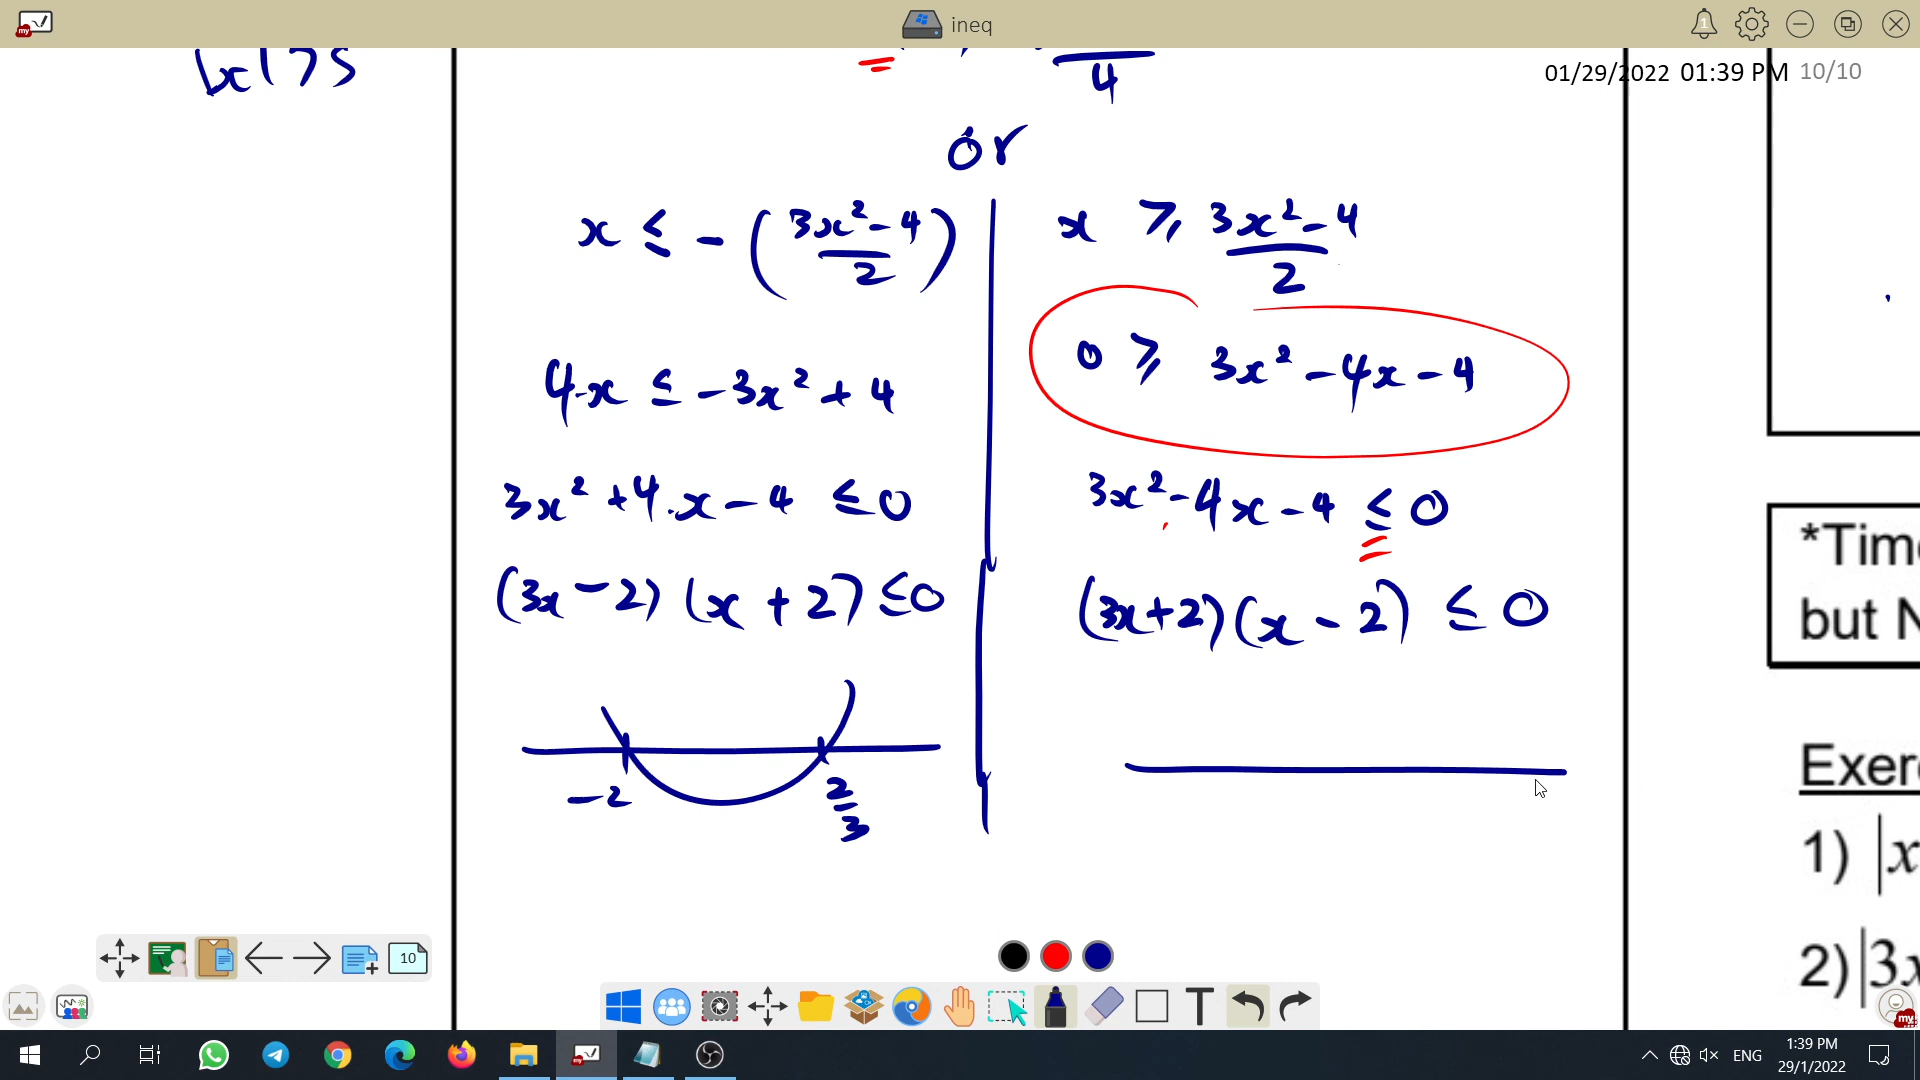 ineq
01/29/2022 01:39 PM 10/10
4
or
x ≤ - (3x² - 4 / 2)
x ≥ 3x² - 4 / 2
0 ≥ 3x² - 4x - 4
4x ≤ -3x² + 4
3x² + 4x - 4 ≤ 0
3x² - 4x - 4 ≤ 0
(3x - 2)(x + 2) ≤ 0
(3x + 2)(x - 2) ≤ 0
-2
2/3
*Tim
but N
Exer
1) |x
2) |3x
10
T
my
ENG
1:39 PM
29/1/2022